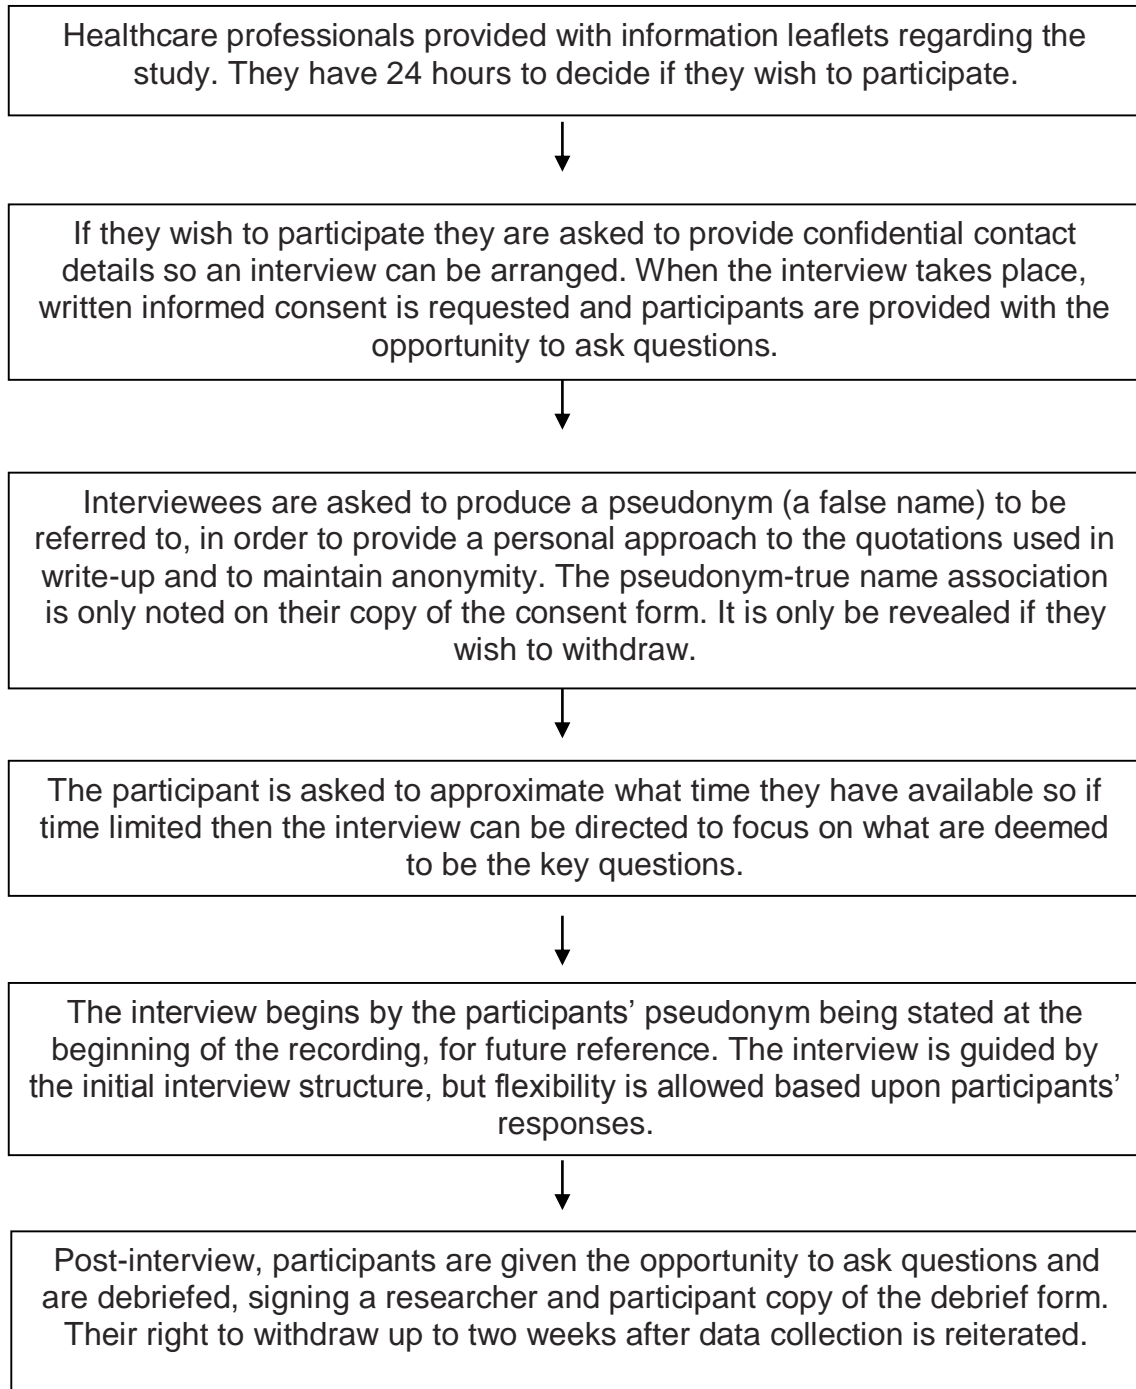 Healthcare professionals provided with information leaflets regarding the
study. They have 24 hours to decide if they wish to participate.
If they wish to participate they are asked to provide confidential contact
details so an interview can be arranged. When the interview takes place,
written informed consent is requested and participants are provided with the
opportunity to ask questions.
Interviewees are asked to produce a pseudonym (a false name) to be
referred to, in order to provide a personal approach to the quotations used in
write-up and to maintain anonymity. The pseudonym-true name association
is only noted on their copy of the consent form. It is only be revealed if they
wish to withdraw.
The participant is asked to approximate what time they have available so if
time limited then the interview can be directed to focus on what are deemed
to be the key questions.
The interview begins by the participants’ pseudonym being stated at the
beginning of the recording, for future reference. The interview is guided by
the initial interview structure, but flexibility is allowed based upon participants’
responses.
Post-interview, participants are given the opportunity to ask questions and
are debriefed, signing a researcher and participant copy of the debrief form.
Their right to withdraw up to two weeks after data collection is reiterated.